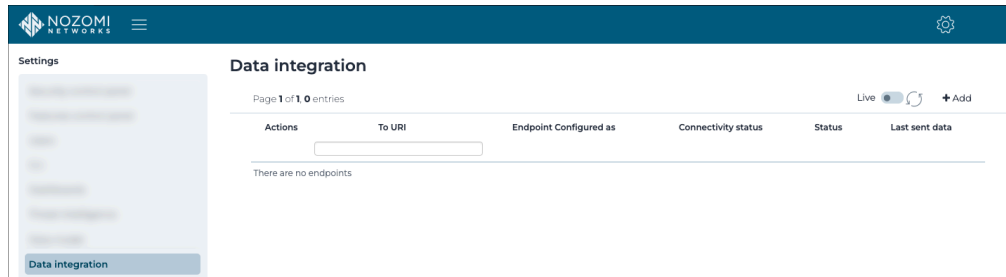 NOZOMI
NETWORKS
Settings
Data integration
Data integration
Page 1 of 1, 0 entries
Live
+ Add
Actions To URI Endpoint Configured as Connectivity status Status Last sent data
There are no endpoints